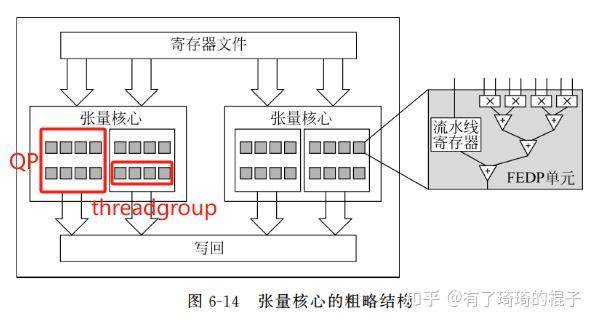 寄存器文件
张量核心
张量核心
QP
threadgroup
× × × ×
+ +
流水线
寄存器
+
+
FEDP单元
写回
图 6-14 张量核心的粗略结构
知乎 @有了琦琦的棍子